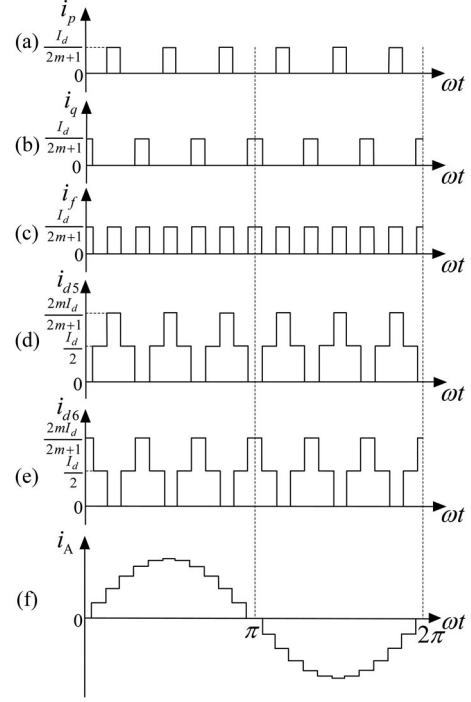 i_p
(a) I_d/2m+1
0
ωt
i_q
(b) I_d/2m+1
0
ωt
i_f
(c) I_d/2m+1
0
ωt
i_d5
2mI_d/2m+1
(d) I_d/2
0
ωt
i_d6
2mI_d/2m+1
(e) I_d/2
0
ωt
i_A
(f)
0
π
2π
ωt